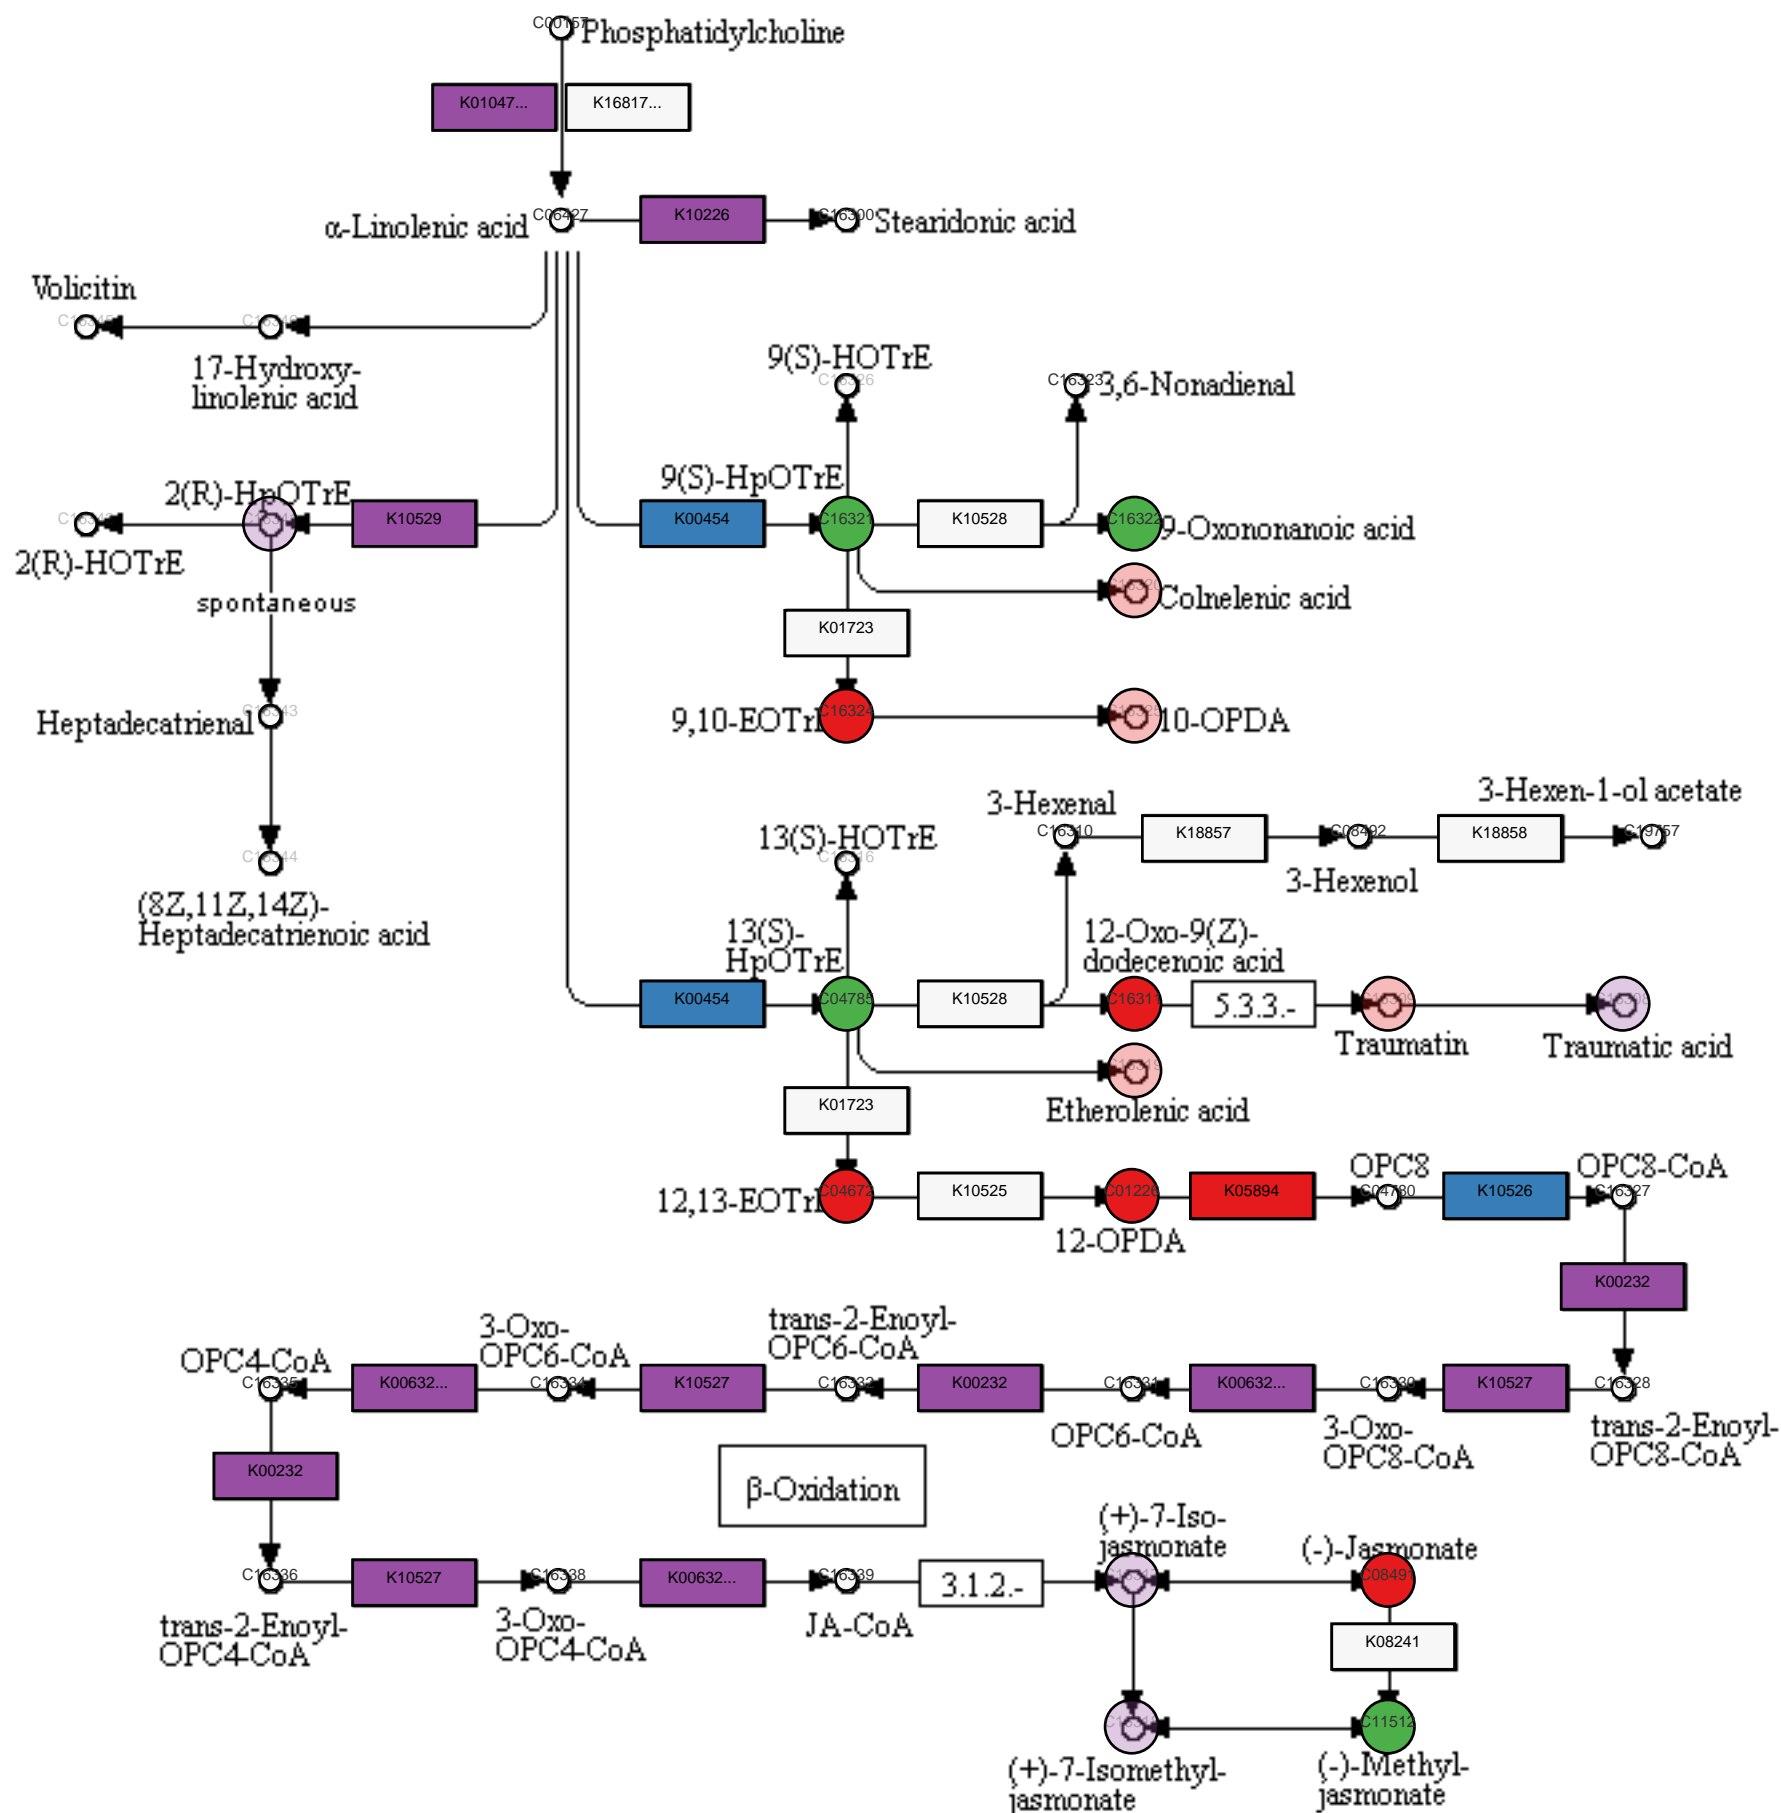 C00157
Phosphatidylcholine
K01047...
K16817...
α-Linolenic acid
C06427
K10226
C16300
Stearidonic acid
Volicitin
17-Hydroxy-
linolenic acid
9(S)-HOTrE
C16326
C16323
3,6-Nonadienal
2(R)-HpOTrE
K10529
2(R)-HOTrE
spontaneous
9(S)-HpOTrE
K00454
C16321
K10528
C16322
9-Oxononanoic acid
Colnelenic acid
K01723
9,10-EOTr
C16324
10-OPDA
Heptadecatrienal
C16343
C16344
(8Z,11Z,14Z)-
Heptadecatrienoic acid
3-Hexenal
C16310
K18857
C08492
3-Hexenol
K18858
3-Hexen-1-ol acetate
C19757
13(S)-HOTrE
C16316
13(S)-
HpOTrE
K00454
C04785
K10528
12-Oxo-9(Z)-
dodecenoic acid
C16311
5.3.3.-
Traumatin
Traumatic acid
Etherolenic acid
K01723
12,13-EOTr
C04672
K10525
C01226
12-OPDA
K05894
OPC8
C04780
K10526
OPC8-CoA
C16327
K00232
OPC4-CoA
C16335
K00632...
3-Oxo-
OPC6-CoA
C16334
K10527
trans-2-Enoyl-
OPC6-CoA
C16332
K00232
C16331
OPC6-CoA
K00632...
C16330
3-Oxo-
OPC8-CoA
K10527
C16328
trans-2-Enoyl-
OPC8-CoA
K00232
β-Oxidation
C16336
trans-2-Enoyl-
OPC4-CoA
K10527
C16338
3-Oxo-
OPC4-CoA
K00632...
C16339
JA-CoA
3.1.2.-
(+)-7-Iso-
jasmonate
(-)-Jasmonate
C08491
K08241
C11512
(+)-7-Isomethyl-
jasmonate
(-)-Methyl-
jasmonate